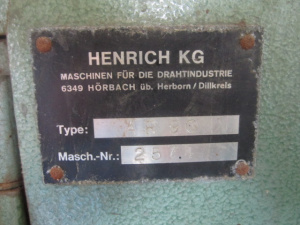 HENRICH KG
MASCHINEN FÜR DIE DRAHTINDUSTRIE
6349 HÖRBACH üb. Herborn / Dillkreis
Type:
Masch.-Nr.: